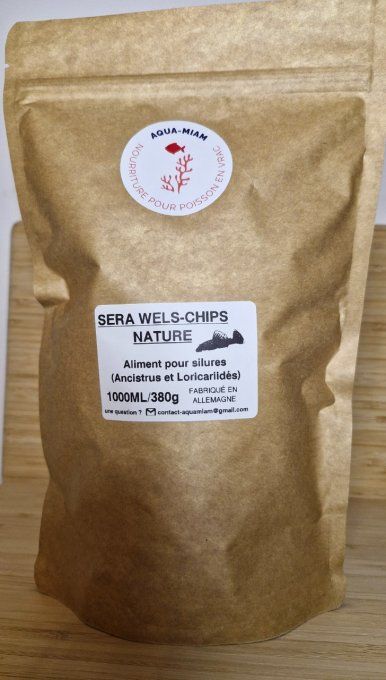 AQUA-MIAM
NOURRITURE POUR POISSON EN VRAC
SERA WELS-CHIPS
NATURE
Aliment pour silures
(Ancistrus et Loricariidés)
1000ML/380g
FABRIQUÉ EN
ALLEMAGNE
une question ? contact-aquamiam@gmail.com